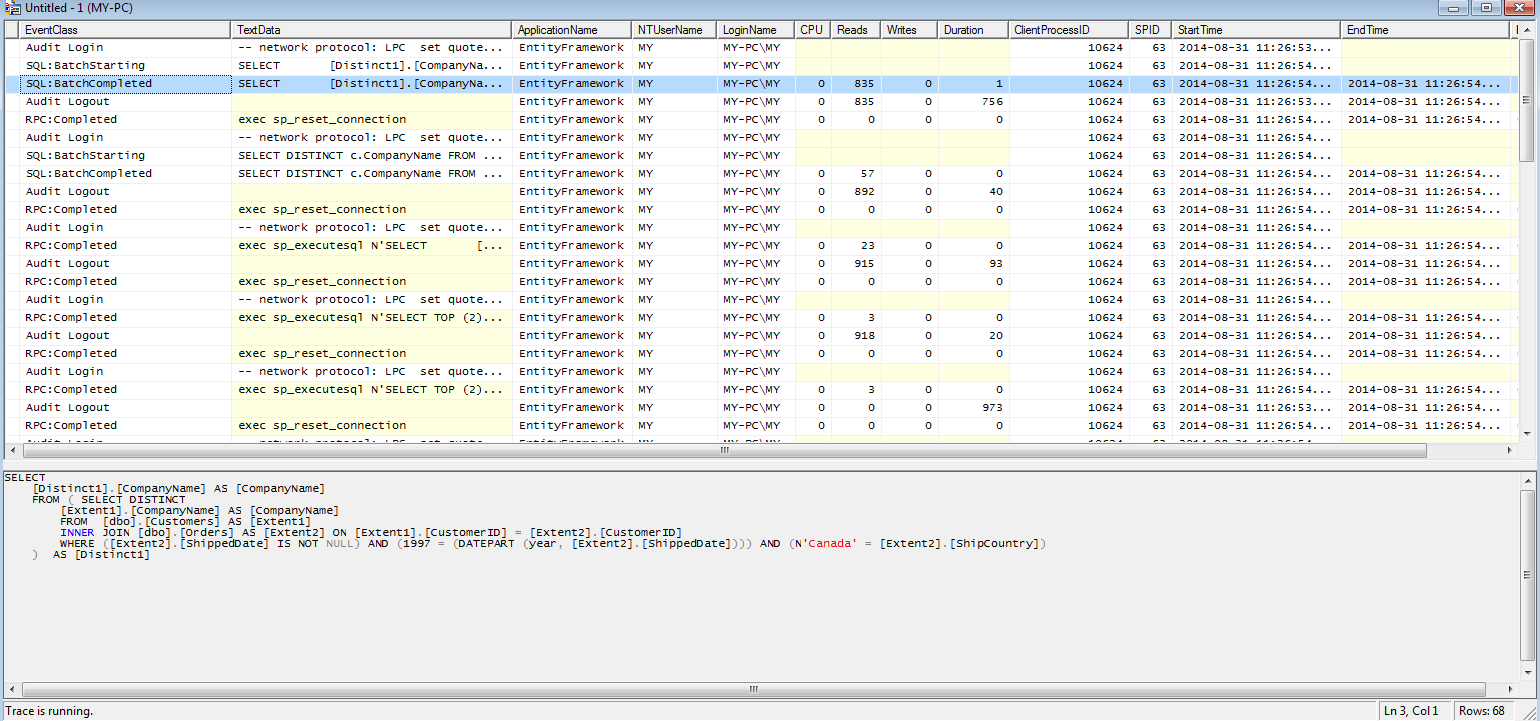 Untitled - 1 (MY-PC)
EventClass TextData ApplicationName NTUserName LoginName CPU Reads Writes Duration ClientProcessID SPID StartTime EndTime
Audit Login -- network protocol: LPC  set quote... EntityFramework MY MY-PC\MY 10624 63 2014-08-31 11:26:53...
SQL:BatchStarting SELECT       [Distinct1].[CompanyNa... EntityFramework MY MY-PC\MY 10624 63 2014-08-31 11:26:54...
SQL:BatchCompleted SELECT       [Distinct1].[CompanyNa... EntityFramework MY MY-PC\MY 0 835 0 1 10624 63 2014-08-31 11:26:54... 2014-08-31 11:26:54...
Audit Logout EntityFramework MY MY-PC\MY 0 835 0 756 10624 63 2014-08-31 11:26:53... 2014-08-31 11:26:54...
RPC:Completed exec sp_reset_connection EntityFramework MY MY-PC\MY 0 0 0 0 10624 63 2014-08-31 11:26:54... 2014-08-31 11:26:54...
Audit Login -- network protocol: LPC  set quote... EntityFramework MY MY-PC\MY 10624 63 2014-08-31 11:26:54...
SQL:BatchStarting SELECT DISTINCT c.CompanyName FROM ... EntityFramework MY MY-PC\MY 10624 63 2014-08-31 11:26:54...
SQL:BatchCompleted SELECT DISTINCT c.CompanyName FROM ... EntityFramework MY MY-PC\MY 0 57 0 0 10624 63 2014-08-31 11:26:54... 2014-08-31 11:26:54...
Audit Logout EntityFramework MY MY-PC\MY 0 892 0 40 10624 63 2014-08-31 11:26:54... 2014-08-31 11:26:54...
RPC:Completed exec sp_reset_connection EntityFramework MY MY-PC\MY 0 0 0 0 10624 63 2014-08-31 11:26:54... 2014-08-31 11:26:54...
Audit Login -- network protocol: LPC  set quote... EntityFramework MY MY-PC\MY 10624 63 2014-08-31 11:26:54...
RPC:Completed exec sp_executesql N'SELECT       [... EntityFramework MY MY-PC\MY 0 23 0 0 10624 63 2014-08-31 11:26:54... 2014-08-31 11:26:54...
Audit Logout EntityFramework MY MY-PC\MY 0 915 0 93 10624 63 2014-08-31 11:26:54... 2014-08-31 11:26:54...
RPC:Completed exec sp_reset_connection EntityFramework MY MY-PC\MY 0 0 0 0 10624 63 2014-08-31 11:26:54... 2014-08-31 11:26:54...
Audit Login -- network protocol: LPC  set quote... EntityFramework MY MY-PC\MY 10624 63 2014-08-31 11:26:54...
RPC:Completed exec sp_executesql N'SELECT TOP (2)... EntityFramework MY MY-PC\MY 0 3 0 0 10624 63 2014-08-31 11:26:54... 2014-08-31 11:26:54...
Audit Logout EntityFramework MY MY-PC\MY 0 918 0 20 10624 63 2014-08-31 11:26:54... 2014-08-31 11:26:54...
RPC:Completed exec sp_reset_connection EntityFramework MY MY-PC\MY 0 0 0 0 10624 63 2014-08-31 11:26:54... 2014-08-31 11:26:54...
Audit Login -- network protocol: LPC  set quote... EntityFramework MY MY-PC\MY 10624 63 2014-08-31 11:26:54...
RPC:Completed exec sp_executesql N'SELECT TOP (2)... EntityFramework MY MY-PC\MY 0 3 0 0 10624 63 2014-08-31 11:26:54... 2014-08-31 11:26:54...
Audit Logout EntityFramework MY MY-PC\MY 0 0 0 973 10624 63 2014-08-31 11:26:53... 2014-08-31 11:26:54...
RPC:Completed exec sp_reset_connection EntityFramework MY MY-PC\MY 0 0 0 0 10624 63 2014-08-31 11:26:54... 2014-08-31 11:26:54...
SELECT
[Distinct1].[CompanyName] AS [CompanyName]
FROM ( SELECT DISTINCT
[Extent1].[CompanyName] AS [CompanyName]
FROM  [dbo].[Customers] AS [Extent1]
INNER JOIN [dbo].[Orders] AS [Extent2] ON [Extent1].[CustomerID] = [Extent2].[CustomerID]
WHERE ([Extent2].[ShippedDate] IS NOT NULL) AND (1997 = (DATEPART (year, [Extent2].[ShippedDate]))) AND (N'Canada' = [Extent2].[ShipCountry])
)  AS [Distinct1]
Trace is running.
Ln 3, Col 1
Rows: 68